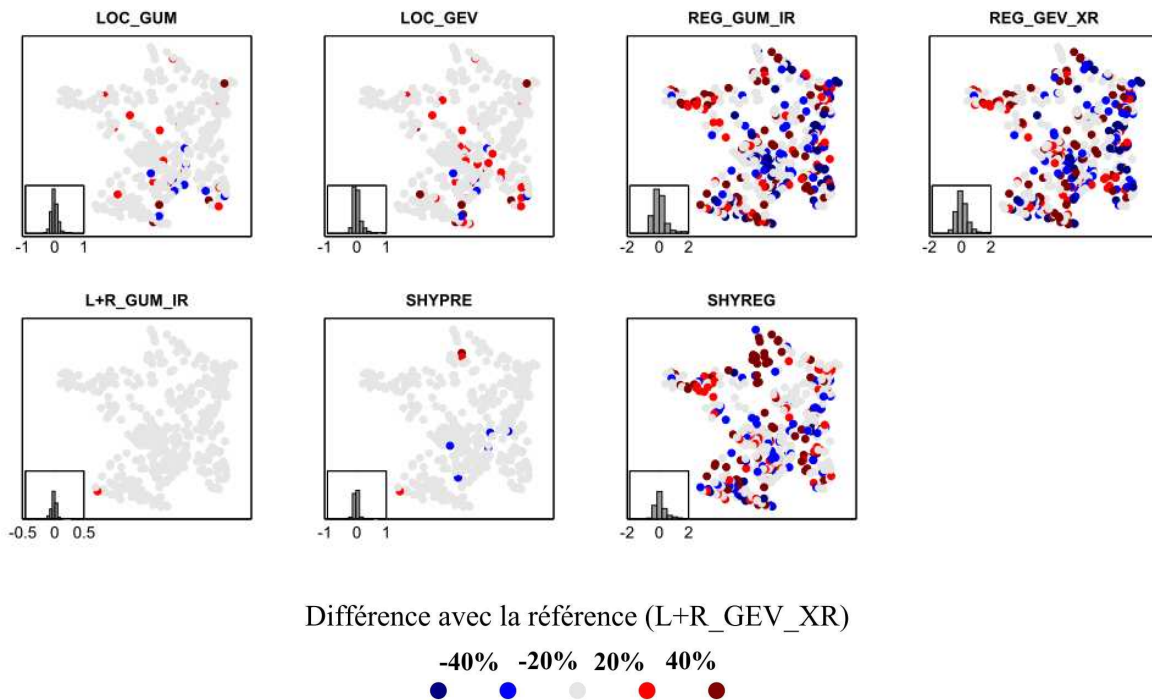 LOC_GUM LOC_GEV REG_GUM_IR REG_GEV_XR
-1 0 1 -1 0 1 -2 0 2 -2 0 2
L+R_GUM_IR SHYPRE SHYREG
-0.5 0 0.5 -1 0 1 -2 0 2
Différence avec la référence (L+R_GEV_XR)
-40% -20% 20% 40%